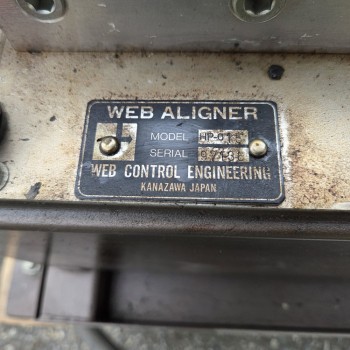 WEB ALIGNER
MODEL
SERIAL
WEB CONTROL ENGINEERING
KANAZAWA JAPAN